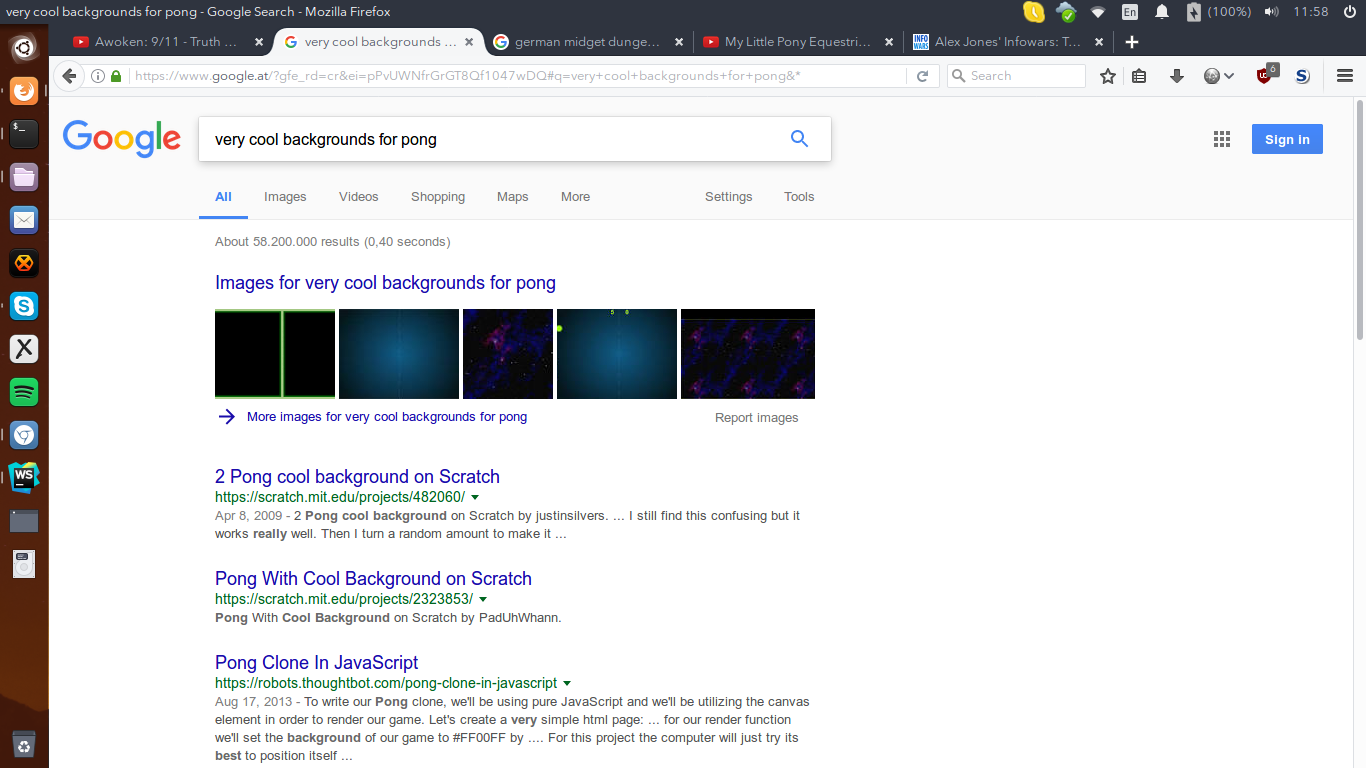 very cool backgrounds for pong - Google Search - Mozilla Firefox
En
(100%)
11:58
Awoken: 9/11 - Truth ...
very cool backgrounds ...
german midget dunge...
My Little Pony Equestri...
INFO WARS
Alex Jones' Infowars: T...
https://www.google.at/?gfe_rd=cr&ei=pPvUWNfrGrGT8Qf1047wDQ#q=very+cool+backgrounds+for+pong&*
Search
6
S
Google
very cool backgrounds for pong
Sign in
All
Images
Videos
Shopping
Maps
More
Settings
Tools
About 58.200.000 results (0,40 seconds)
Images for very cool backgrounds for pong
5 8
More images for very cool backgrounds for pong
Report images
2 Pong cool background on Scratch
https://scratch.mit.edu/projects/482060/
Apr 8, 2009 - 2 Pong cool background on Scratch by justinsilvers. ... I still find this confusing but it
works really well. Then I turn a random amount to make it ...
Pong With Cool Background on Scratch
https://scratch.mit.edu/projects/2323853/
Pong With Cool Background on Scratch by PadUhWhann.
Pong Clone In JavaScript
https://robots.thoughtbot.com/pong-clone-in-javascript
Aug 17, 2013 - To write our Pong clone, we'll be using pure JavaScript and we'll be utilizing the canvas
element in order to render our game. Let's create a very simple html page: ... for our render function
we'll set the background of our game to #FF00FF by .... For this project the computer will just try its
best to position itself ...
$_
S
X
WS